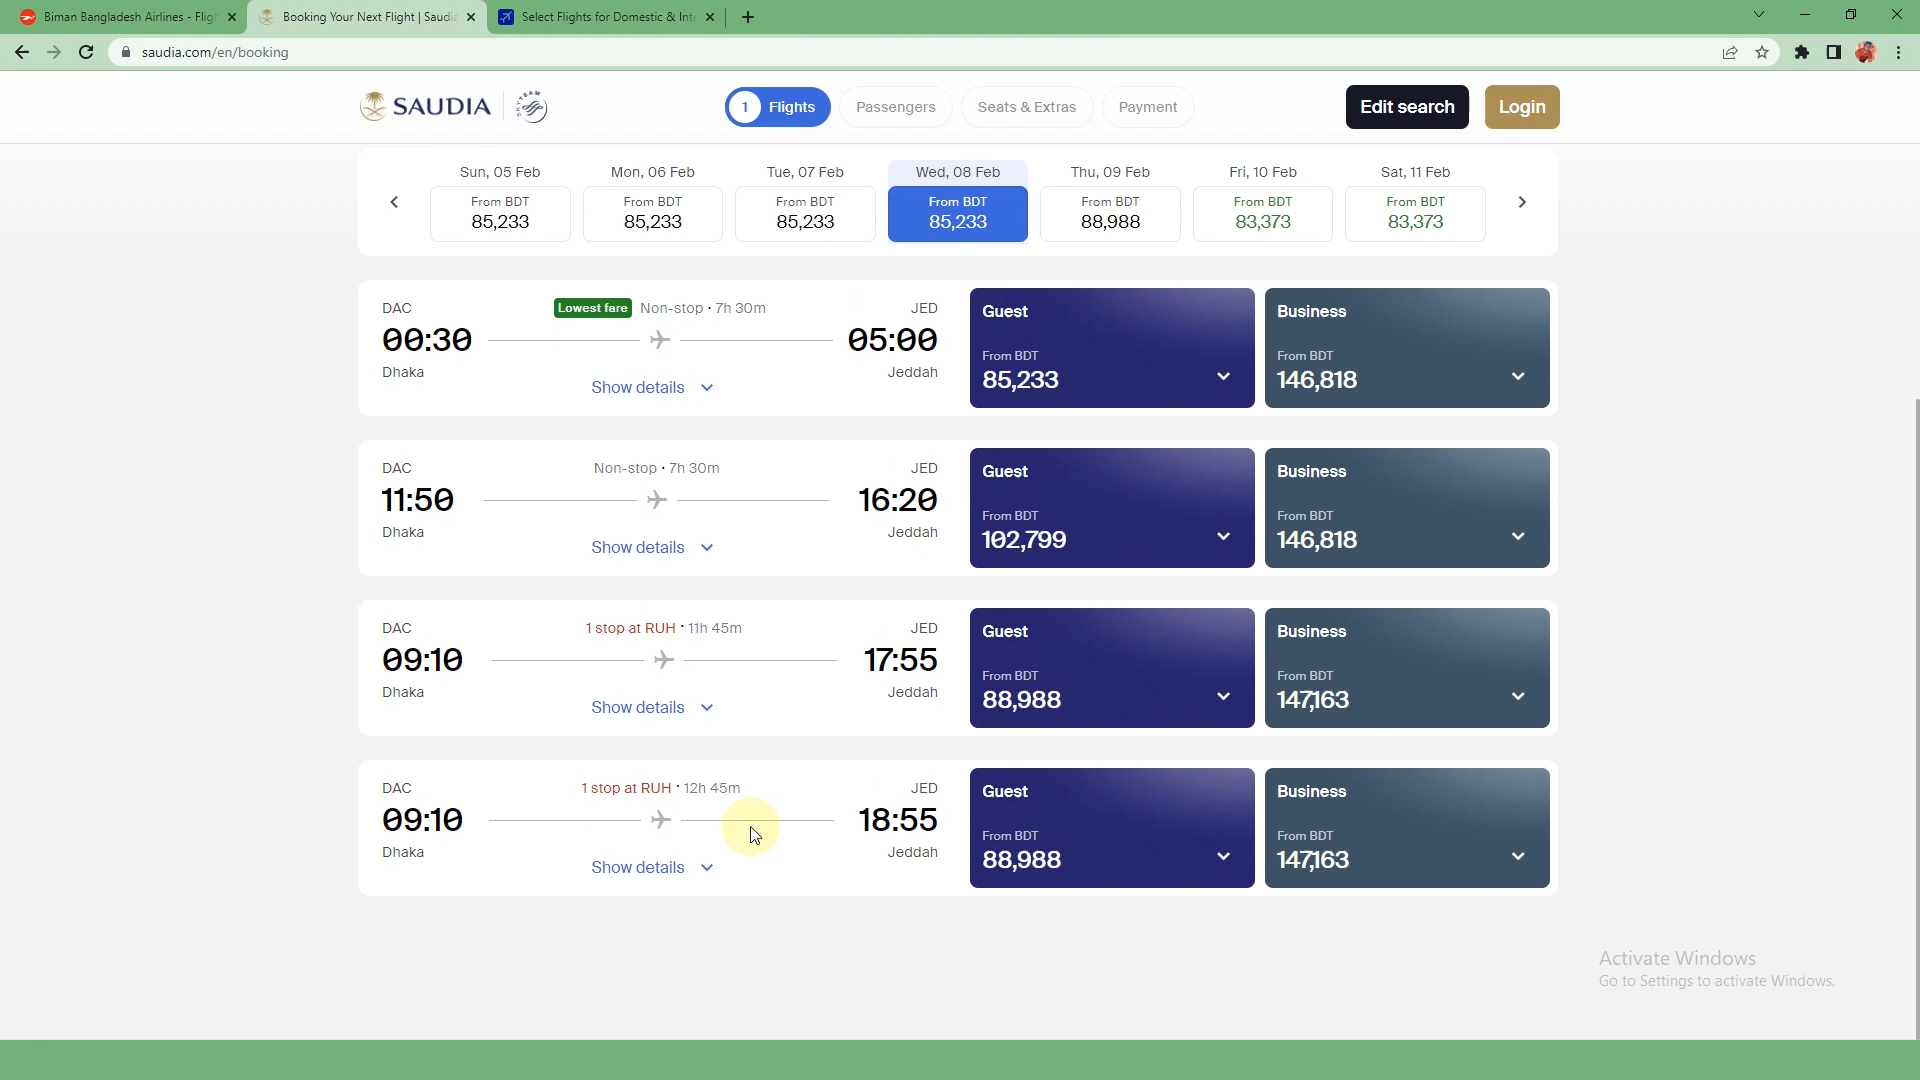 Biman Bangladesh Airlines - Fligh
Booking Your Next Flight | Saudia
Select Flights for Domestic & Inte
saudia.com/en/booking
SAUDIA
SKYTEAM
1 Flights
Passengers
Seats & Extras
Payment
Edit search
Login
Sun, 05 Feb
Mon, 06 Feb
Tue, 07 Feb
Wed, 08 Feb
Thu, 09 Feb
Fri, 10 Feb
Sat, 11 Feb
From BDT
From BDT
From BDT
From BDT
From BDT
From BDT
From BDT
85,233
85,233
85,233
85,233
88,988
83,373
83,373
DAC
Lowest fare
Non-stop • 7h 30m
JED
00:30
05:00
Dhaka
Jeddah
Show details
Guest
From BDT
85,233
Business
From BDT
146,818
DAC
Non-stop • 7h 30m
JED
11:50
16:20
Dhaka
Jeddah
Show details
Guest
From BDT
102,799
Business
From BDT
146,818
DAC
1 stop at RUH • 11h 45m
JED
09:10
17:55
Dhaka
Jeddah
Show details
Guest
From BDT
88,988
Business
From BDT
147,163
DAC
1 stop at RUH • 12h 45m
JED
09:10
18:55
Dhaka
Jeddah
Show details
Guest
From BDT
88,988
Business
From BDT
147,163
Activate Windows
Go to Settings to activate Windows.